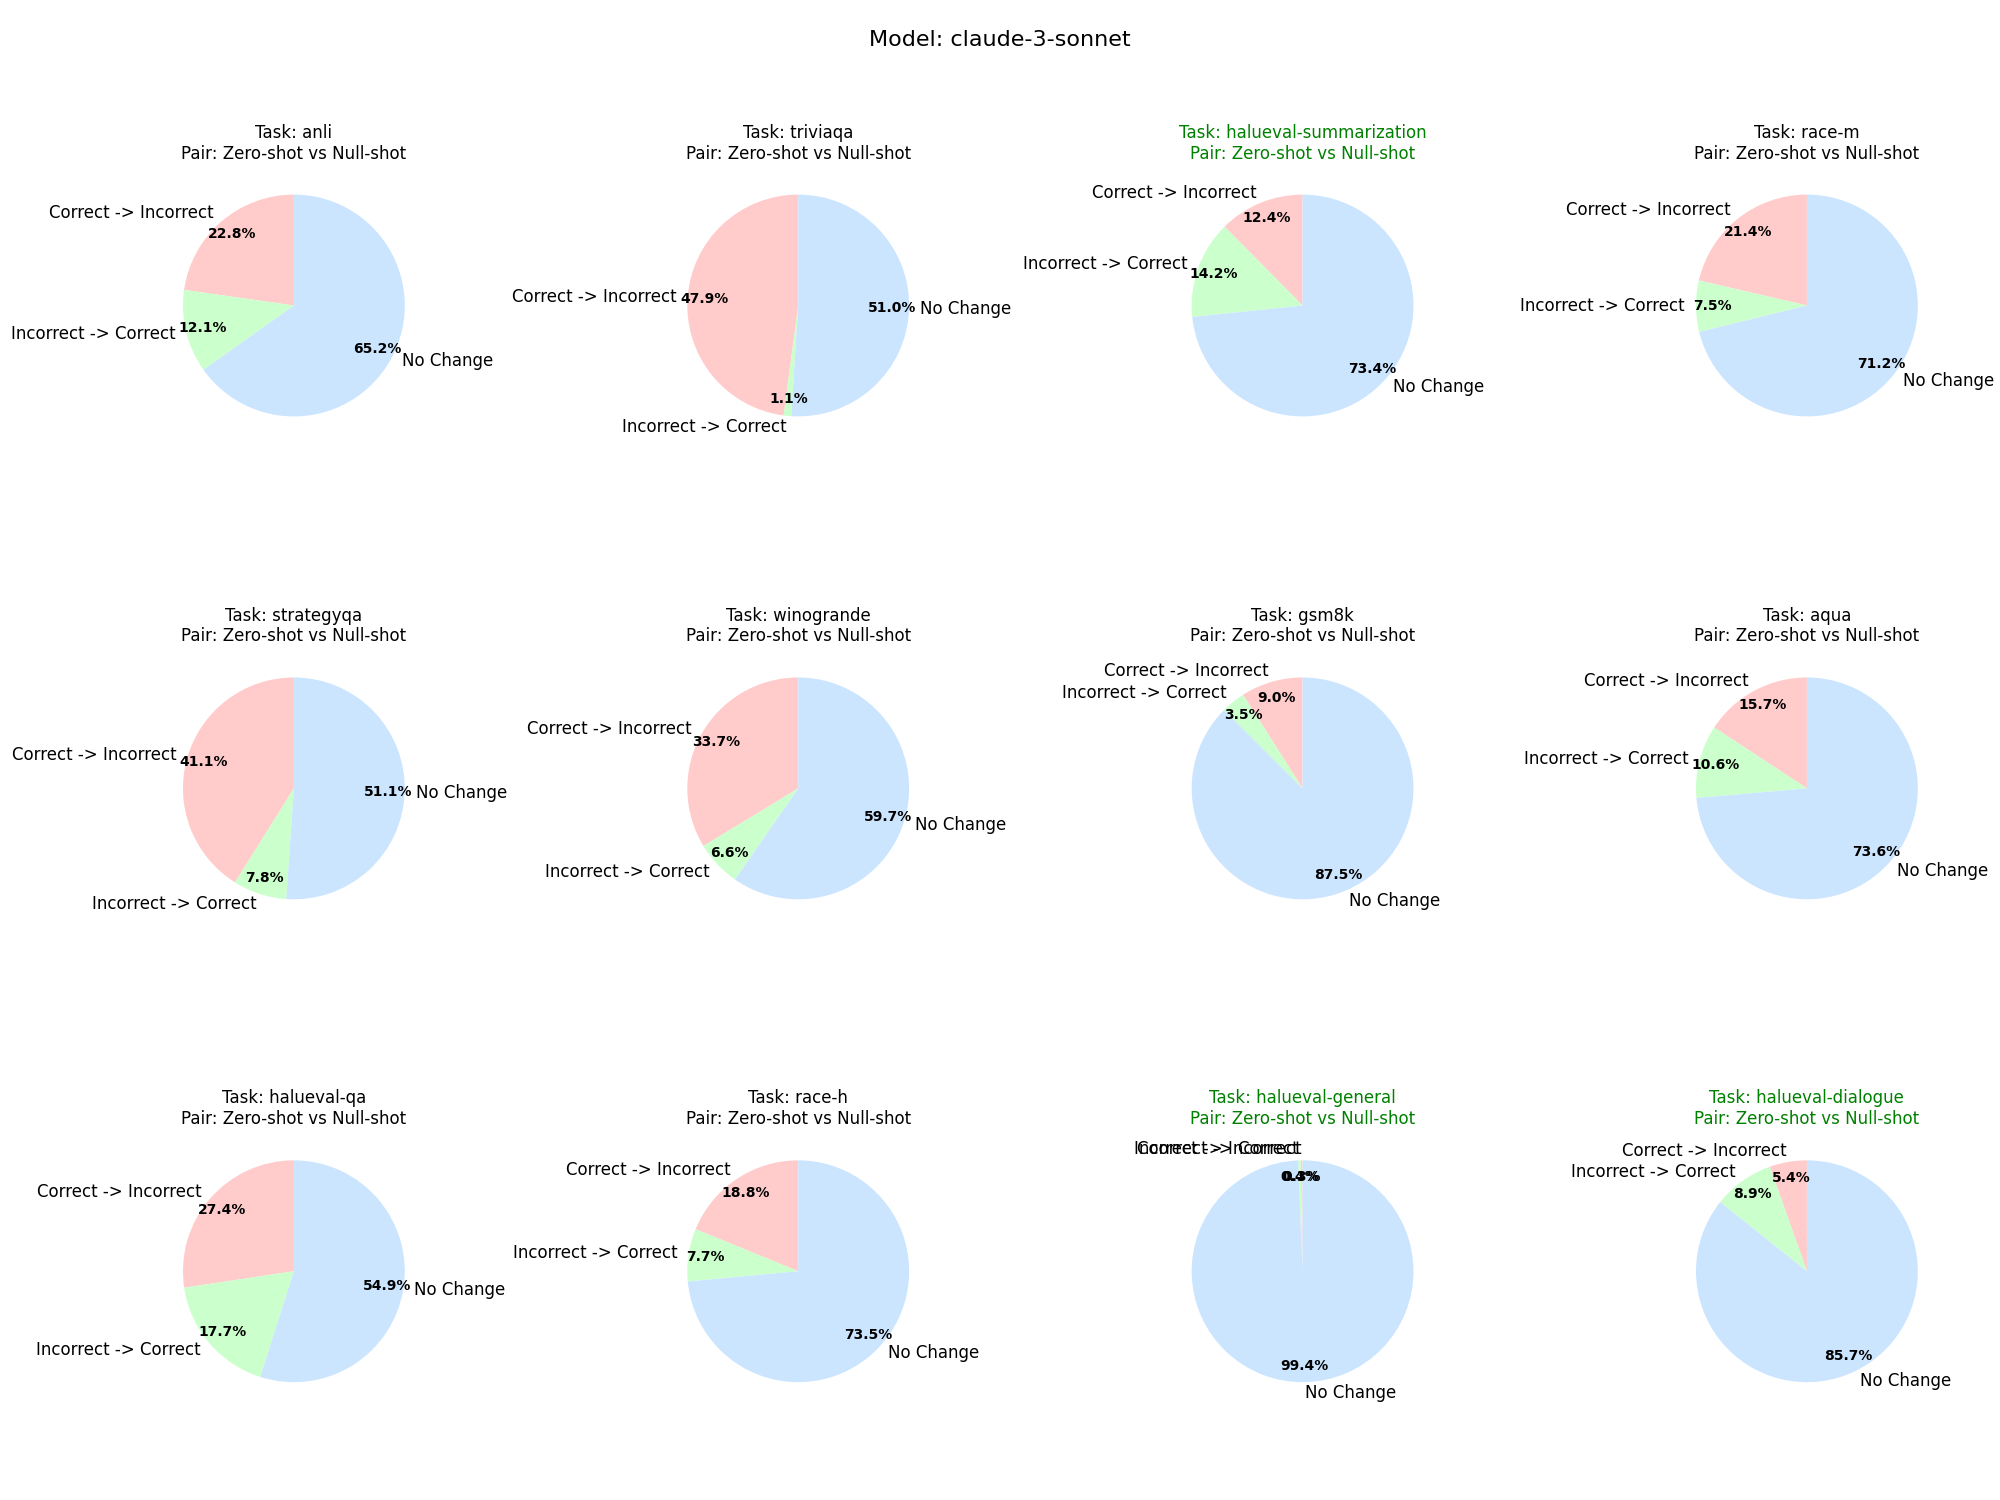 Model: claude-3-sonnet
Task: anli
Pair: Zero-shot vs Null-shot
Correct -> Incorrect
22.8%
Incorrect -> Correct
12.1%
65.2%
No Change
Task: triviaqa
Pair: Zero-shot vs Null-shot
Correct -> Incorrect
47.9%
51.0%
No Change
1.1%
Incorrect -> Correct
Task: halueval-summarization
Pair: Zero-shot vs Null-shot
Correct -> Incorrect
12.4%
Incorrect -> Correct
14.2%
73.4%
No Change
Task: race-m
Pair: Zero-shot vs Null-shot
Correct -> Incorrect
21.4%
Incorrect -> Correct
7.5%
71.2%
No Change
Task: strategyqa
Pair: Zero-shot vs Null-shot
Correct -> Incorrect
41.1%
51.1%
No Change
7.8%
Incorrect -> Correct
Task: winogrande
Pair: Zero-shot vs Null-shot
Correct -> Incorrect
33.7%
59.7%
No Change
6.6%
Incorrect -> Correct
Task: gsm8k
Pair: Zero-shot vs Null-shot
Correct -> Incorrect
9.0%
Incorrect -> Correct
3.5%
87.5%
No Change
Task: aqua
Pair: Zero-shot vs Null-shot
Correct -> Incorrect
15.7%
Incorrect -> Correct
10.6%
73.6%
No Change
Task: halueval-qa
Pair: Zero-shot vs Null-shot
Correct -> Incorrect
27.4%
54.9%
No Change
17.7%
Incorrect -> Correct
Task: race-h
Pair: Zero-shot vs Null-shot
Correct -> Incorrect
18.8%
Incorrect -> Correct
7.7%
73.5%
No Change
Task: halueval-general
Pair: Zero-shot vs Null-shot
Correct -> Incorrect
Incorrect -> Correct
99.4%
No Change
Task: halueval-dialogue
Pair: Zero-shot vs Null-shot
Correct -> Incorrect
5.4%
Incorrect -> Correct
8.9%
85.7%
No Change